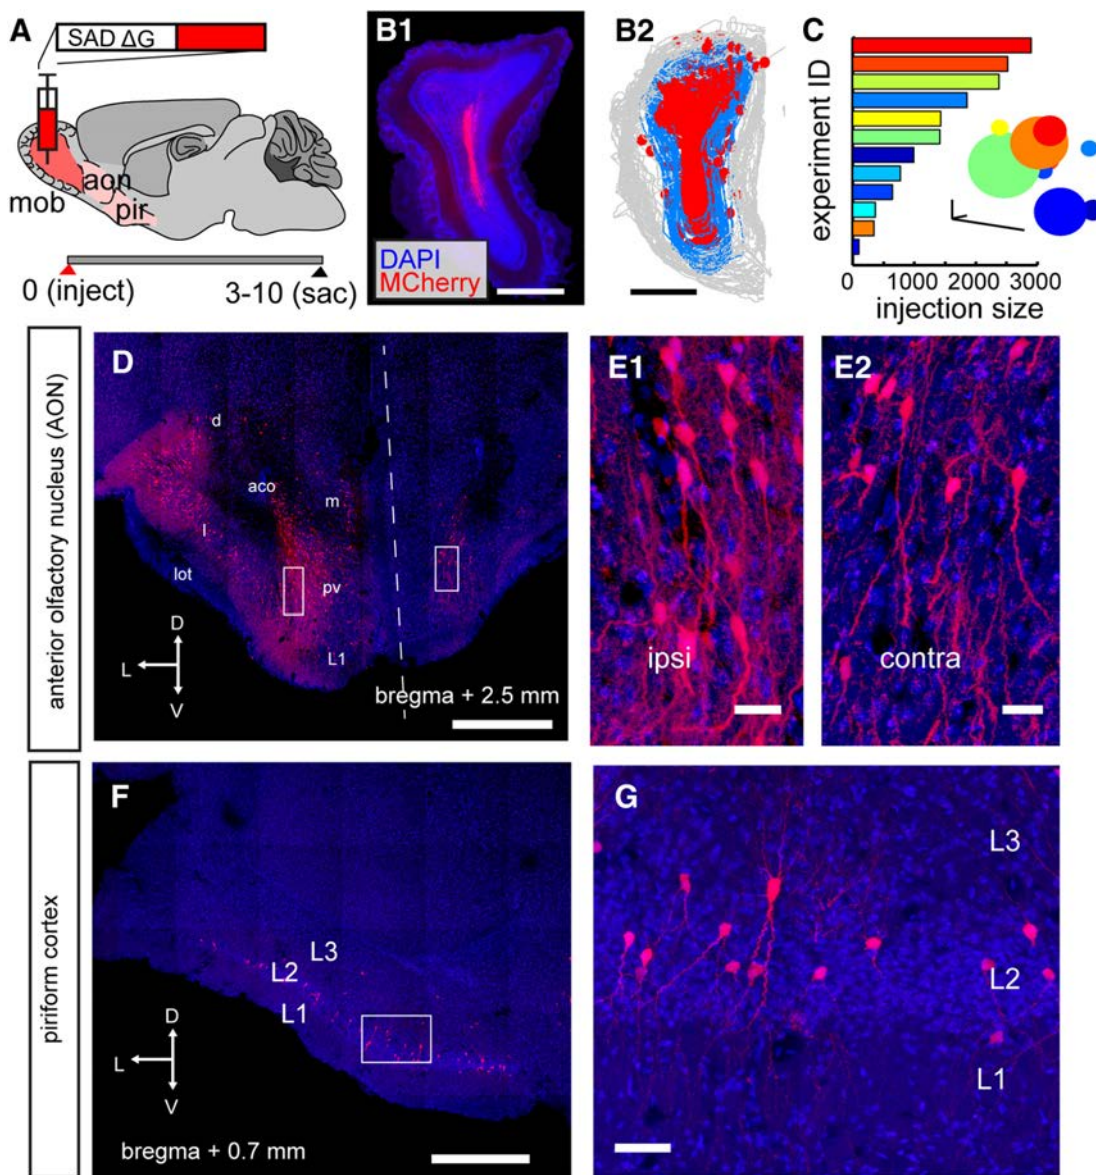 A
SAD ΔG
mob
aon
pir
0 (inject)
3-10 (sac)
B1
DAPI
MCherry
B2
C
experiment ID
0
1000
2000
3000
injection size
anterior olfactory nucleus (AON)
D
d
aco
m
l
lot
pv
L1
D
L
V
bregma + 2.5 mm
E1
ipsi
E2
contra
piriform cortex
F
L3
L2
L1
D
L
V
bregma + 0.7 mm
G
L3
L2
L1